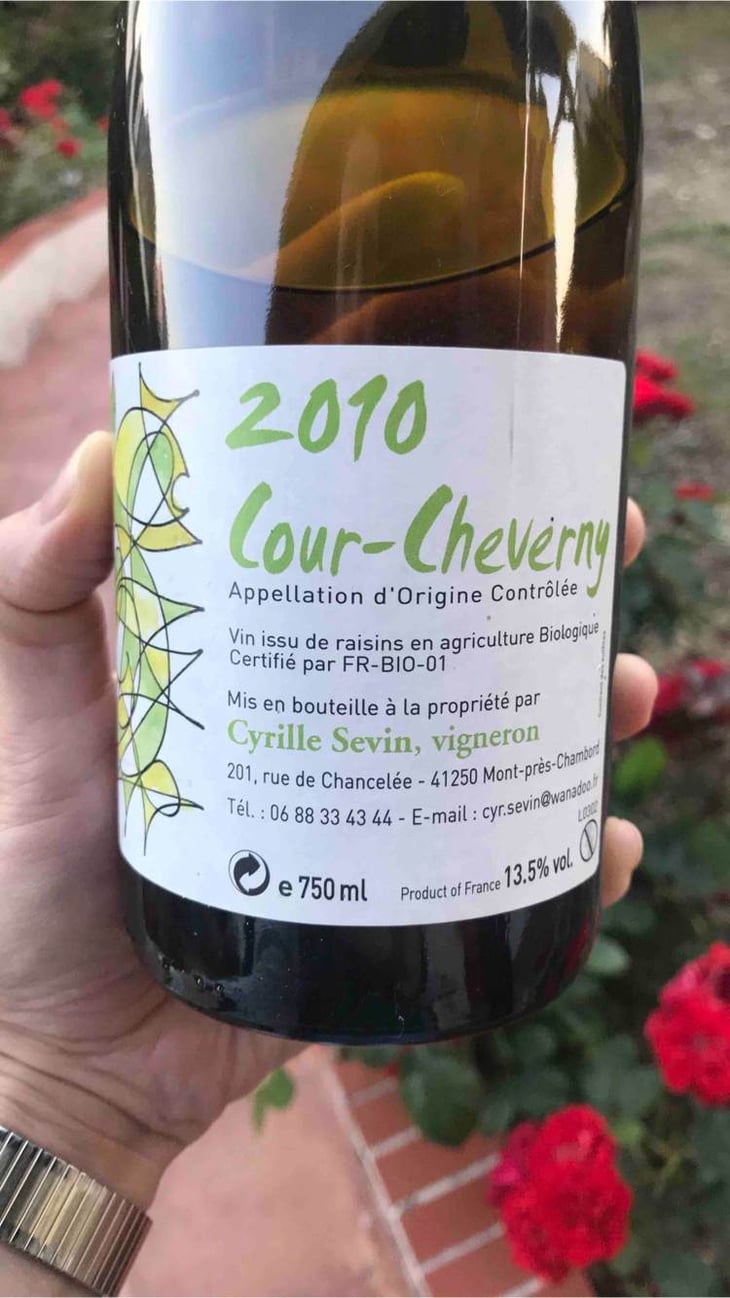 2010
Cour-Cheverny
Appellation d'Origine Contrôlée
Vin issu de raisins en agriculture Biologique
Certifié par FR-BIO-01
Mis en bouteille à la propriété par
Cyrille Sevin, vigneron
201, rue de Chancelée - 41250 Mont-près-Chambord
Tél. : 06 88 33 43 44 - E-mail : cyr.sevin@wanadoo.fr
e 750 ml Product of France 13.5% vol.